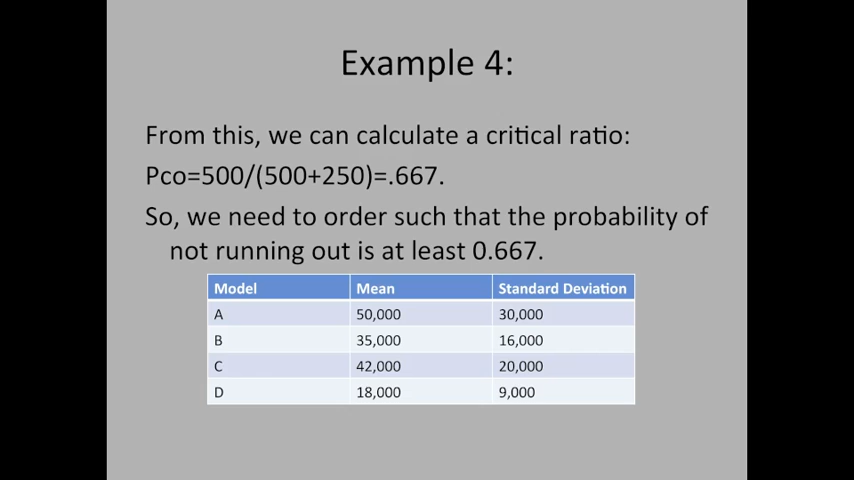 Example 4:
From this, we can calculate a critical ratio:
Pco=500/(500+250)=.667.
So, we need to order such that the probability of
not running out is at least 0.667.
Model Mean Standard Deviation
A 50,000 30,000
B 35,000 16,000
C 42,000 20,000
D 18,000 9,000